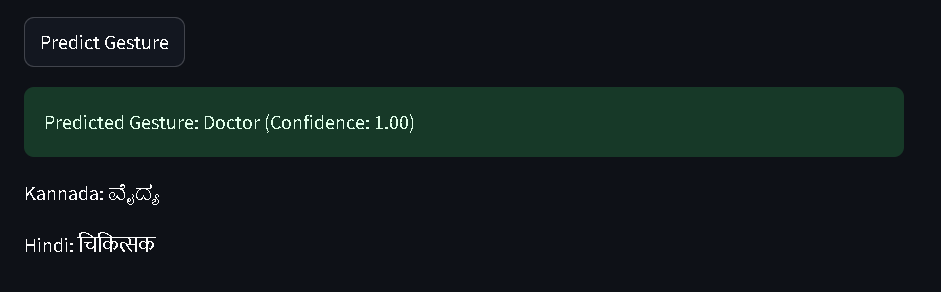 Predict Gesture
Predicted Gesture: Doctor (Confidence: 1.00)
Kannada: ವೈದ್ಯ
Hindi: चिकित्सक